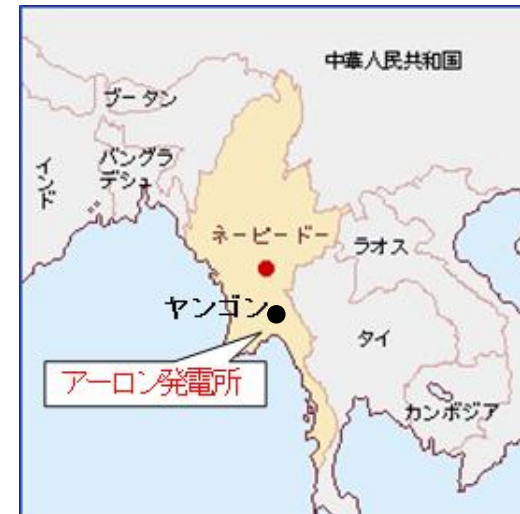 中華人民共和国
ブータン
バングラ
デシュ
インド
ネーピードー
ラオス
ヤンゴン
タイ
アーロン発電所
カンボジア